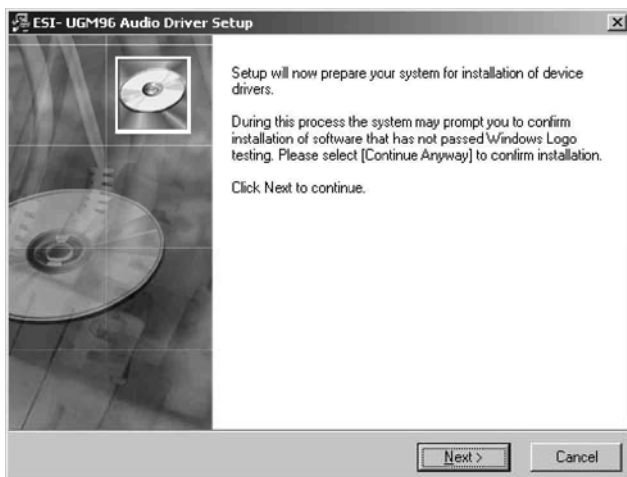 ESI- UGM96 Audio Driver Setup
Setup will now prepare your system for installation of device
drivers.
During this process the system may prompt you to confirm
installation of software that has not passed Windows Logo
testing. Please select [Continue Anyway] to confirm installation.
Click Next to continue.
Next >
Cancel